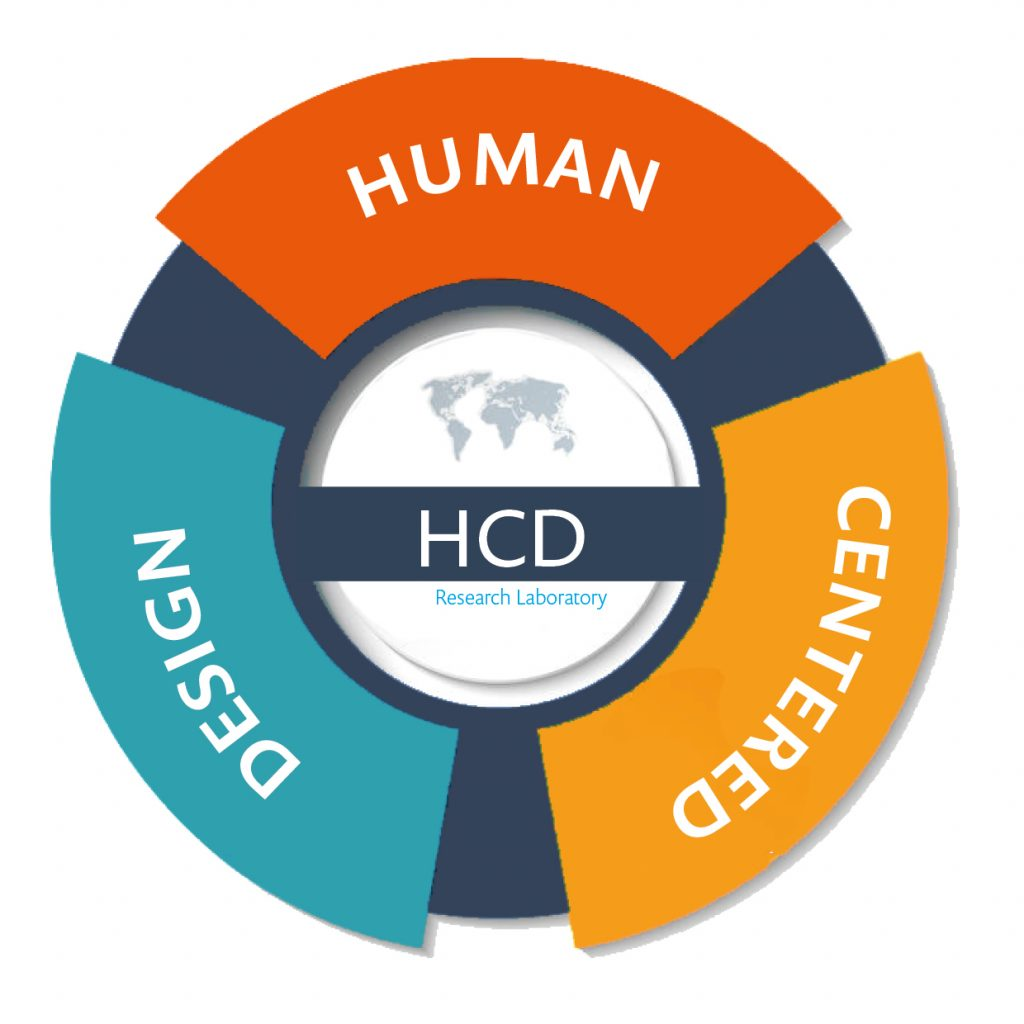 HUMAN
CENTERED
DESIGN
HCD
Research Laboratory